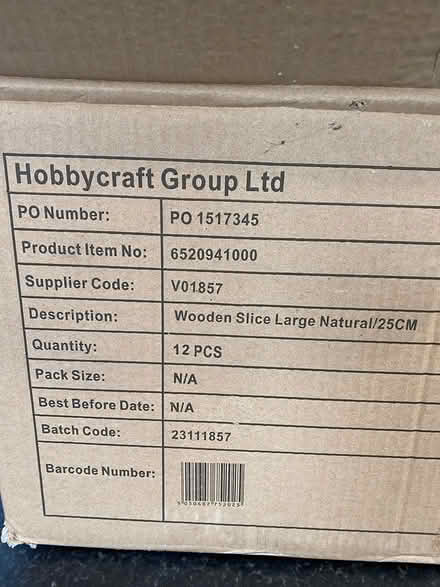 Hobbycraft Group Ltd
PO Number: PO 1517345
Product Item No: 6520941000
Supplier Code: V01857
Description: Wooden Slice Large Natural/25CM
Quantity: 12 PCS
Pack Size: N/A
Best Before Date: N/A
Batch Code: 23111857
Barcode Number: